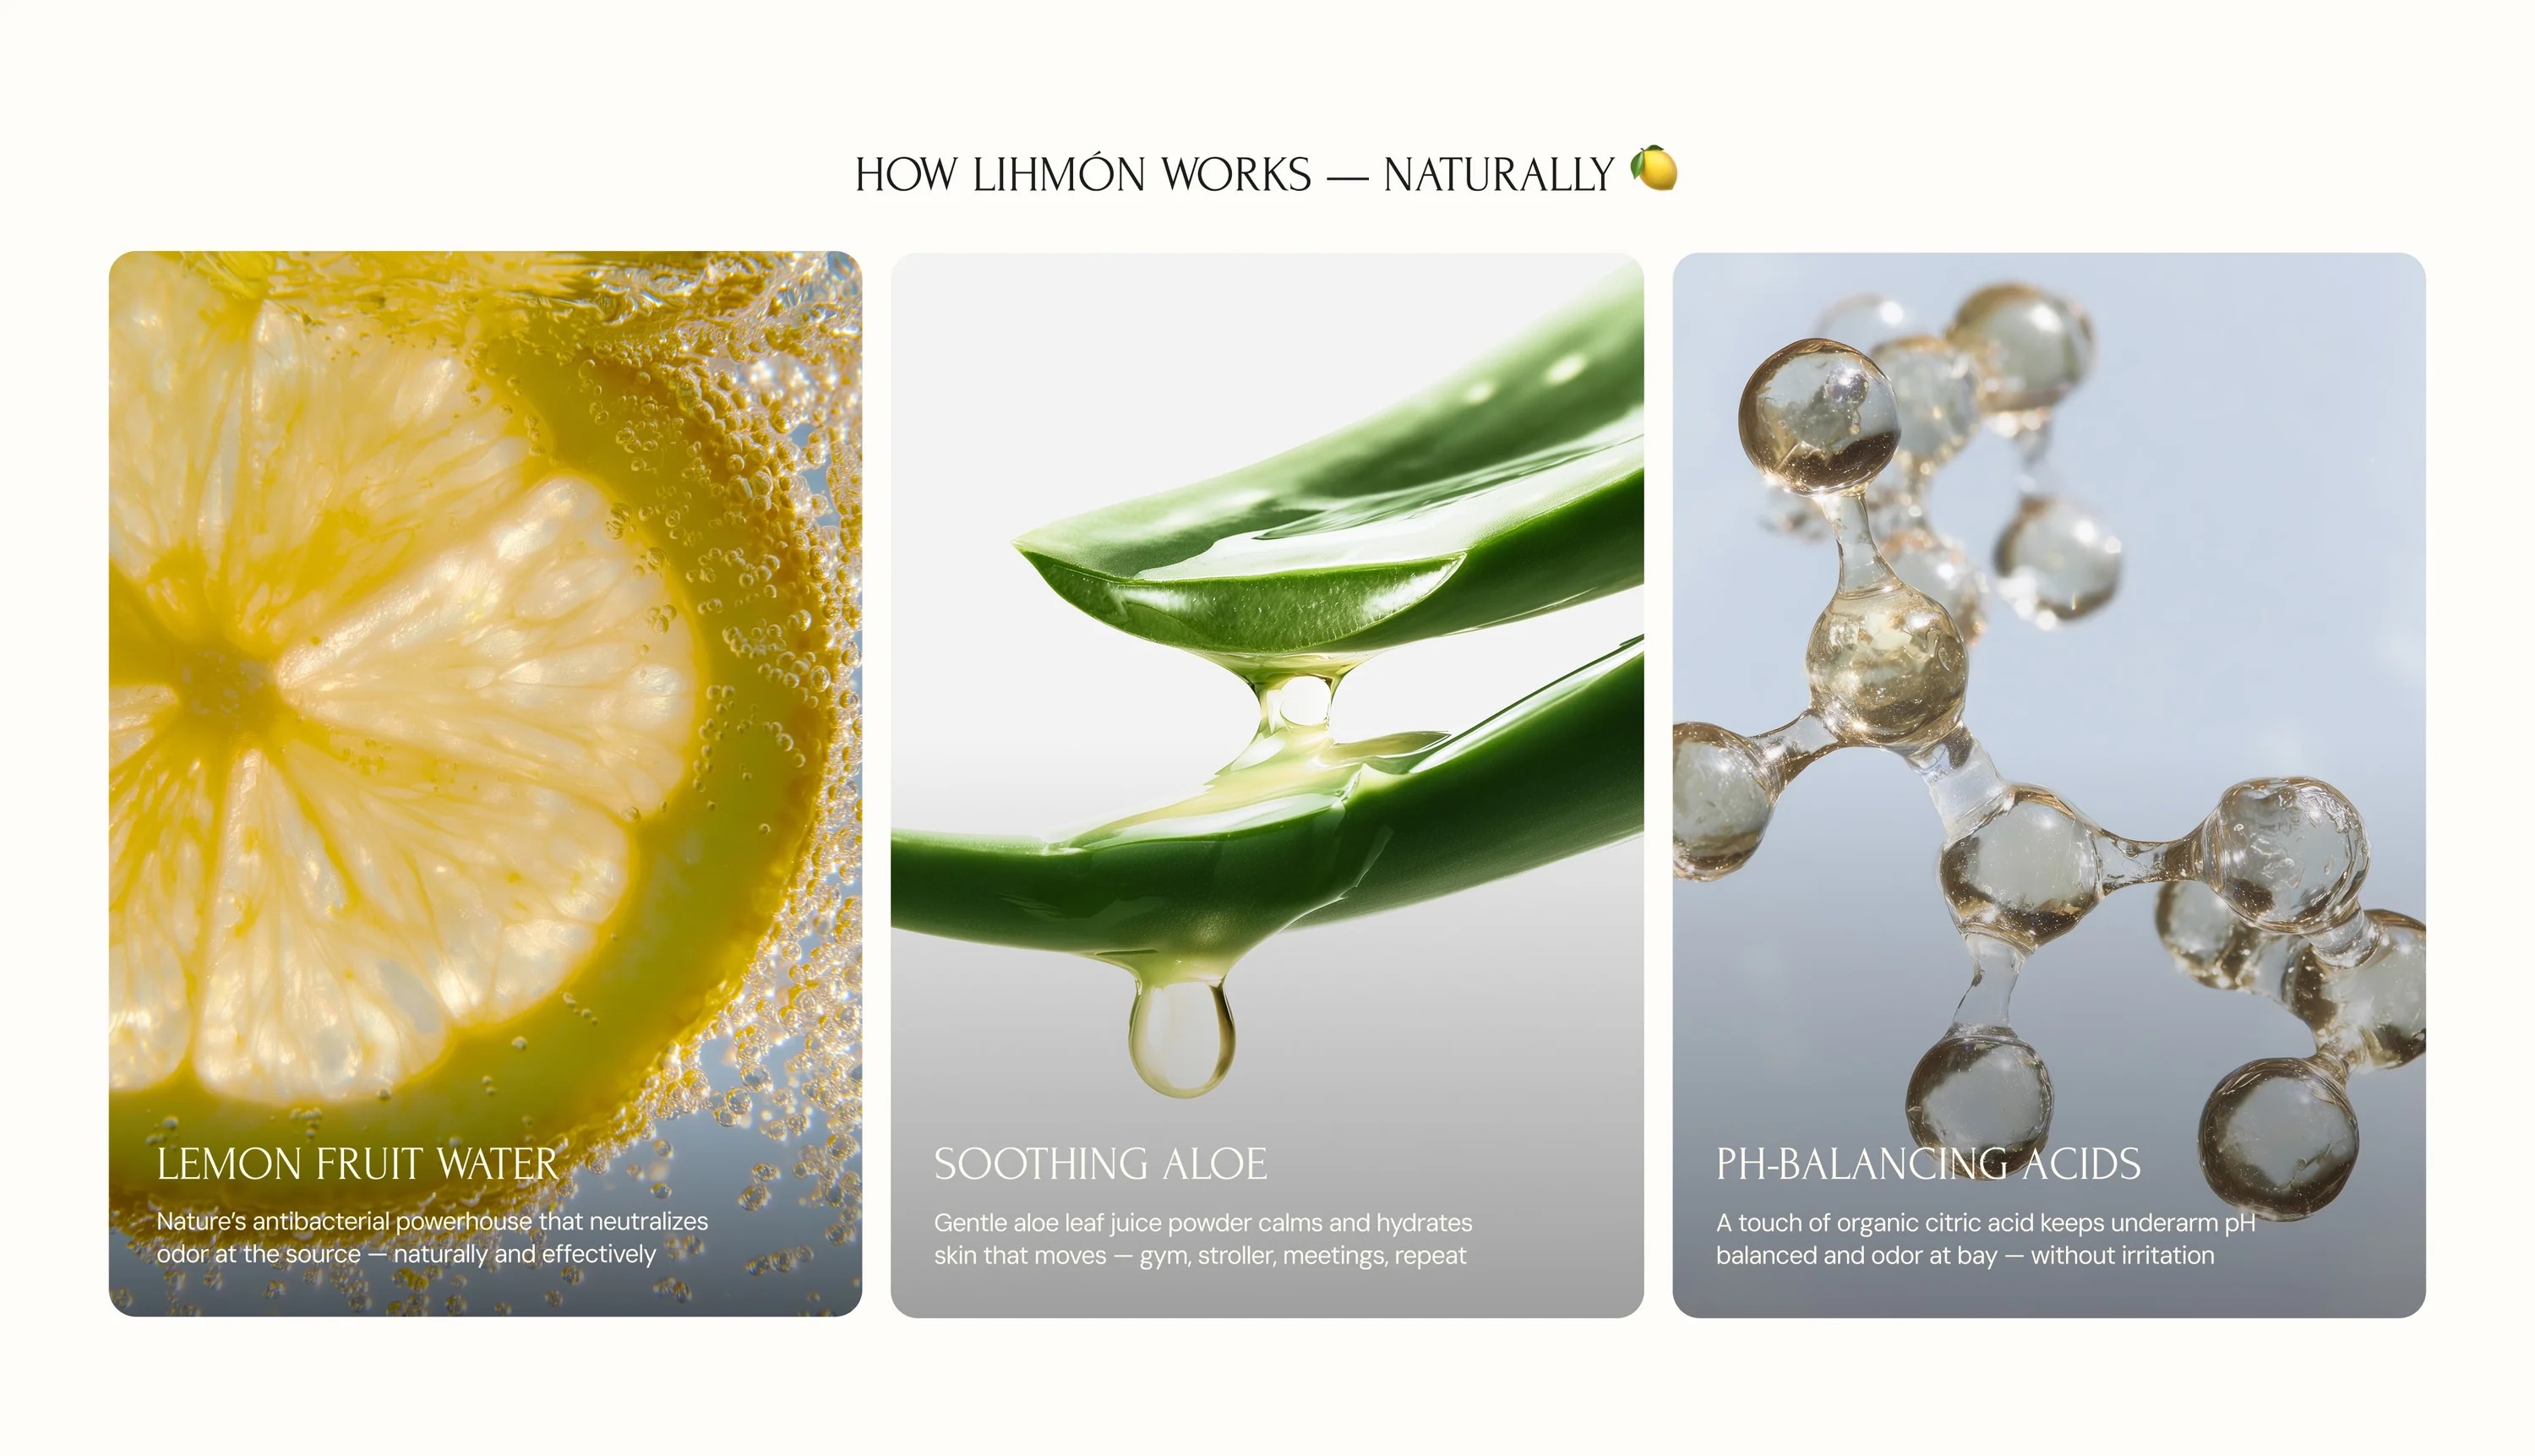 HOW LIHMÓN WORKS — NATURALLY 🍋
LEMON FRUIT WATER
Nature’s antibacterial powerhouse that neutralizes
odor at the source — naturally and effectively
SOOTHING ALOE
Gentle aloe leaf juice powder calms and hydrates
skin that moves — gym, stroller, meetings, repeat
PH-BALANCING ACIDS
A touch of organic citric acid keeps underarm pH
balanced and odor at bay — without irritation